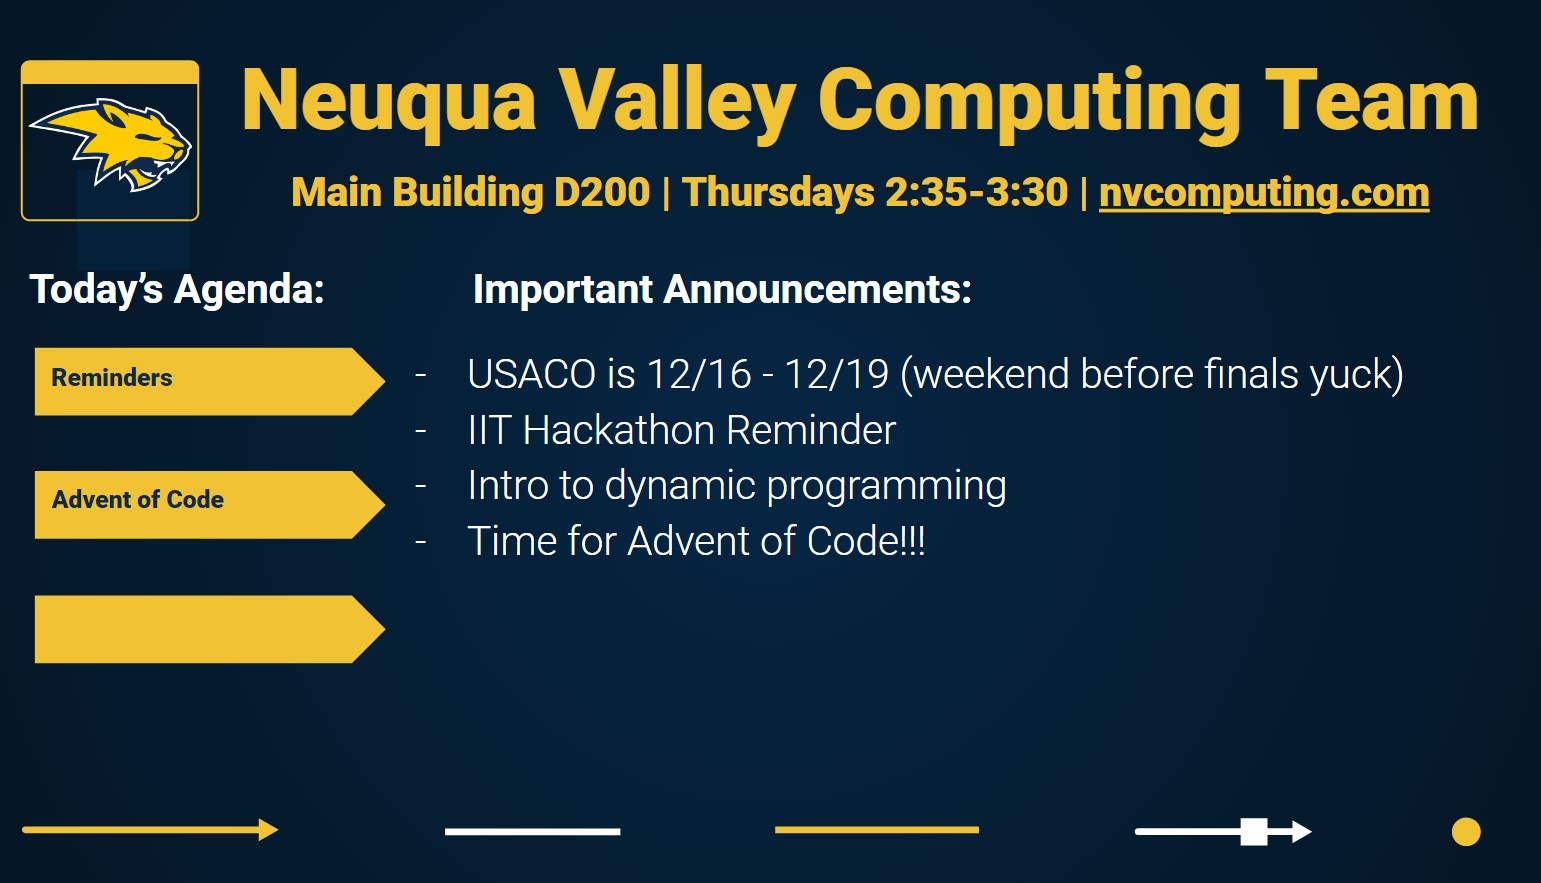 Neuqua Valley Computing Team
Main Building D200 | Thursdays 2:35-3:30 | nvcomputing.com
Today’s Agenda:
Reminders
Advent of Code
Important Announcements:
- USACO is 12/16 - 12/19 (weekend before finals yuck)
- IIT Hackathon Reminder
- Intro to dynamic programming
- Time for Advent of Code!!!